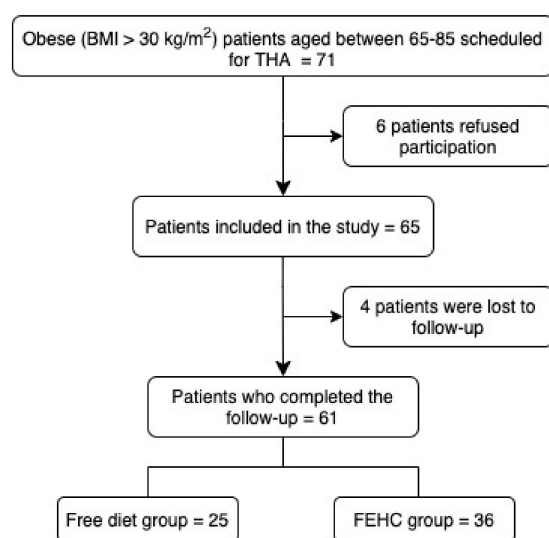 Obese (BMI > 30 kg/m²) patients aged between 65-85 scheduled
for THA = 71
6 patients refused
participation
Patients included in the study = 65
4 patients were lost to
follow-up
Patients who completed the
follow-up = 61
Free diet group = 25
FEHC group = 36